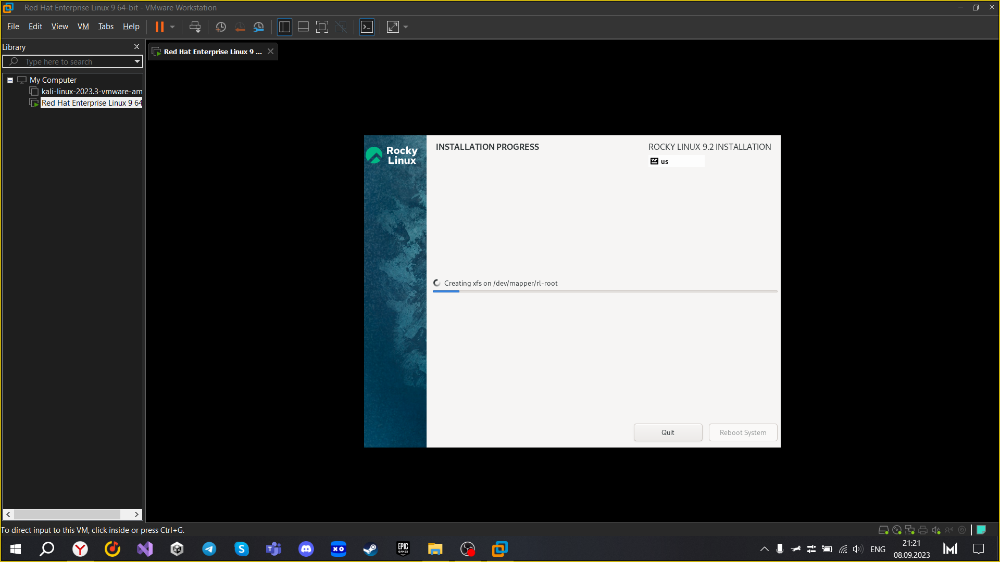 Red Hat Enterprise Linux 9 64-bit - VMware Workstation
File Edit View VM Tabs Help
Library
Type here to search
Red Hat Enterprise Linux 9 ...
My Computer
kali-linux-2023.3-vmware-am
Red Hat Enterprise Linux 9 64
Rocky
Linux
INSTALLATION PROGRESS
ROCKY LINUX 9.2 INSTALLATION
us
Creating xfs on /dev/mapper/rl-root
Quit
Reboot System
To direct input to this VM, click inside or press Ctrl+G.
EPIC
GAMES
XO
ENG
21:21
08.09.2023